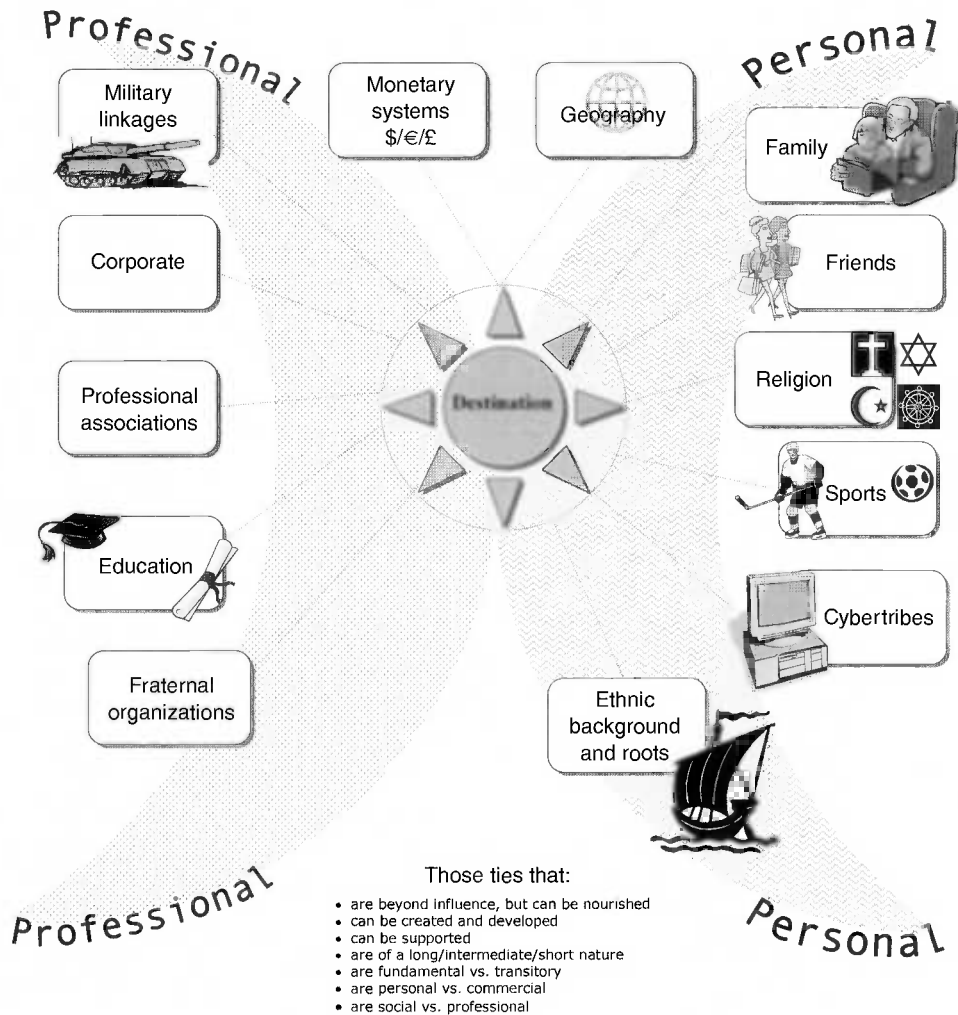 Professional
Personal
Military
linkages
Monetary
systems
$/€/£
Geography
Family
Corporate
Friends
Professional
associations
Destination
Religion
Sports
Education
Cybertribes
Fraternal
organizations
Ethnic
background
and roots
Professional
Personal
Those ties that:
• are beyond influence, but can be nourished
• can be created and developed
• can be supported
• are of a long/intermediate/short nature
• are fundamental vs. transitory
• are personal vs. commercial
• are social vs. professional